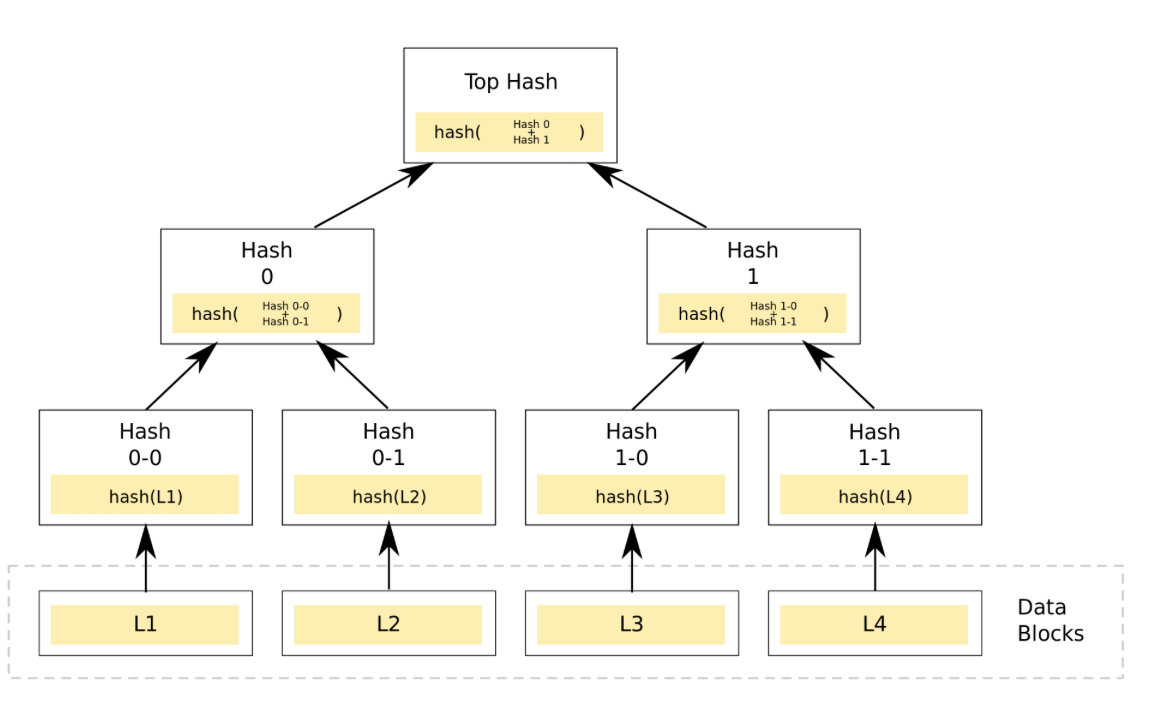 Top Hash
hash( Hash 0 + Hash 1 )
Hash
0
hash( Hash 0-0 + Hash 0-1 )
Hash
1
hash( Hash 1-0 + Hash 1-1 )
Hash
0-0
hash(L1)
Hash
0-1
hash(L2)
Hash
1-0
hash(L3)
Hash
1-1
hash(L4)
L1
L2
L3
L4
Data
Blocks